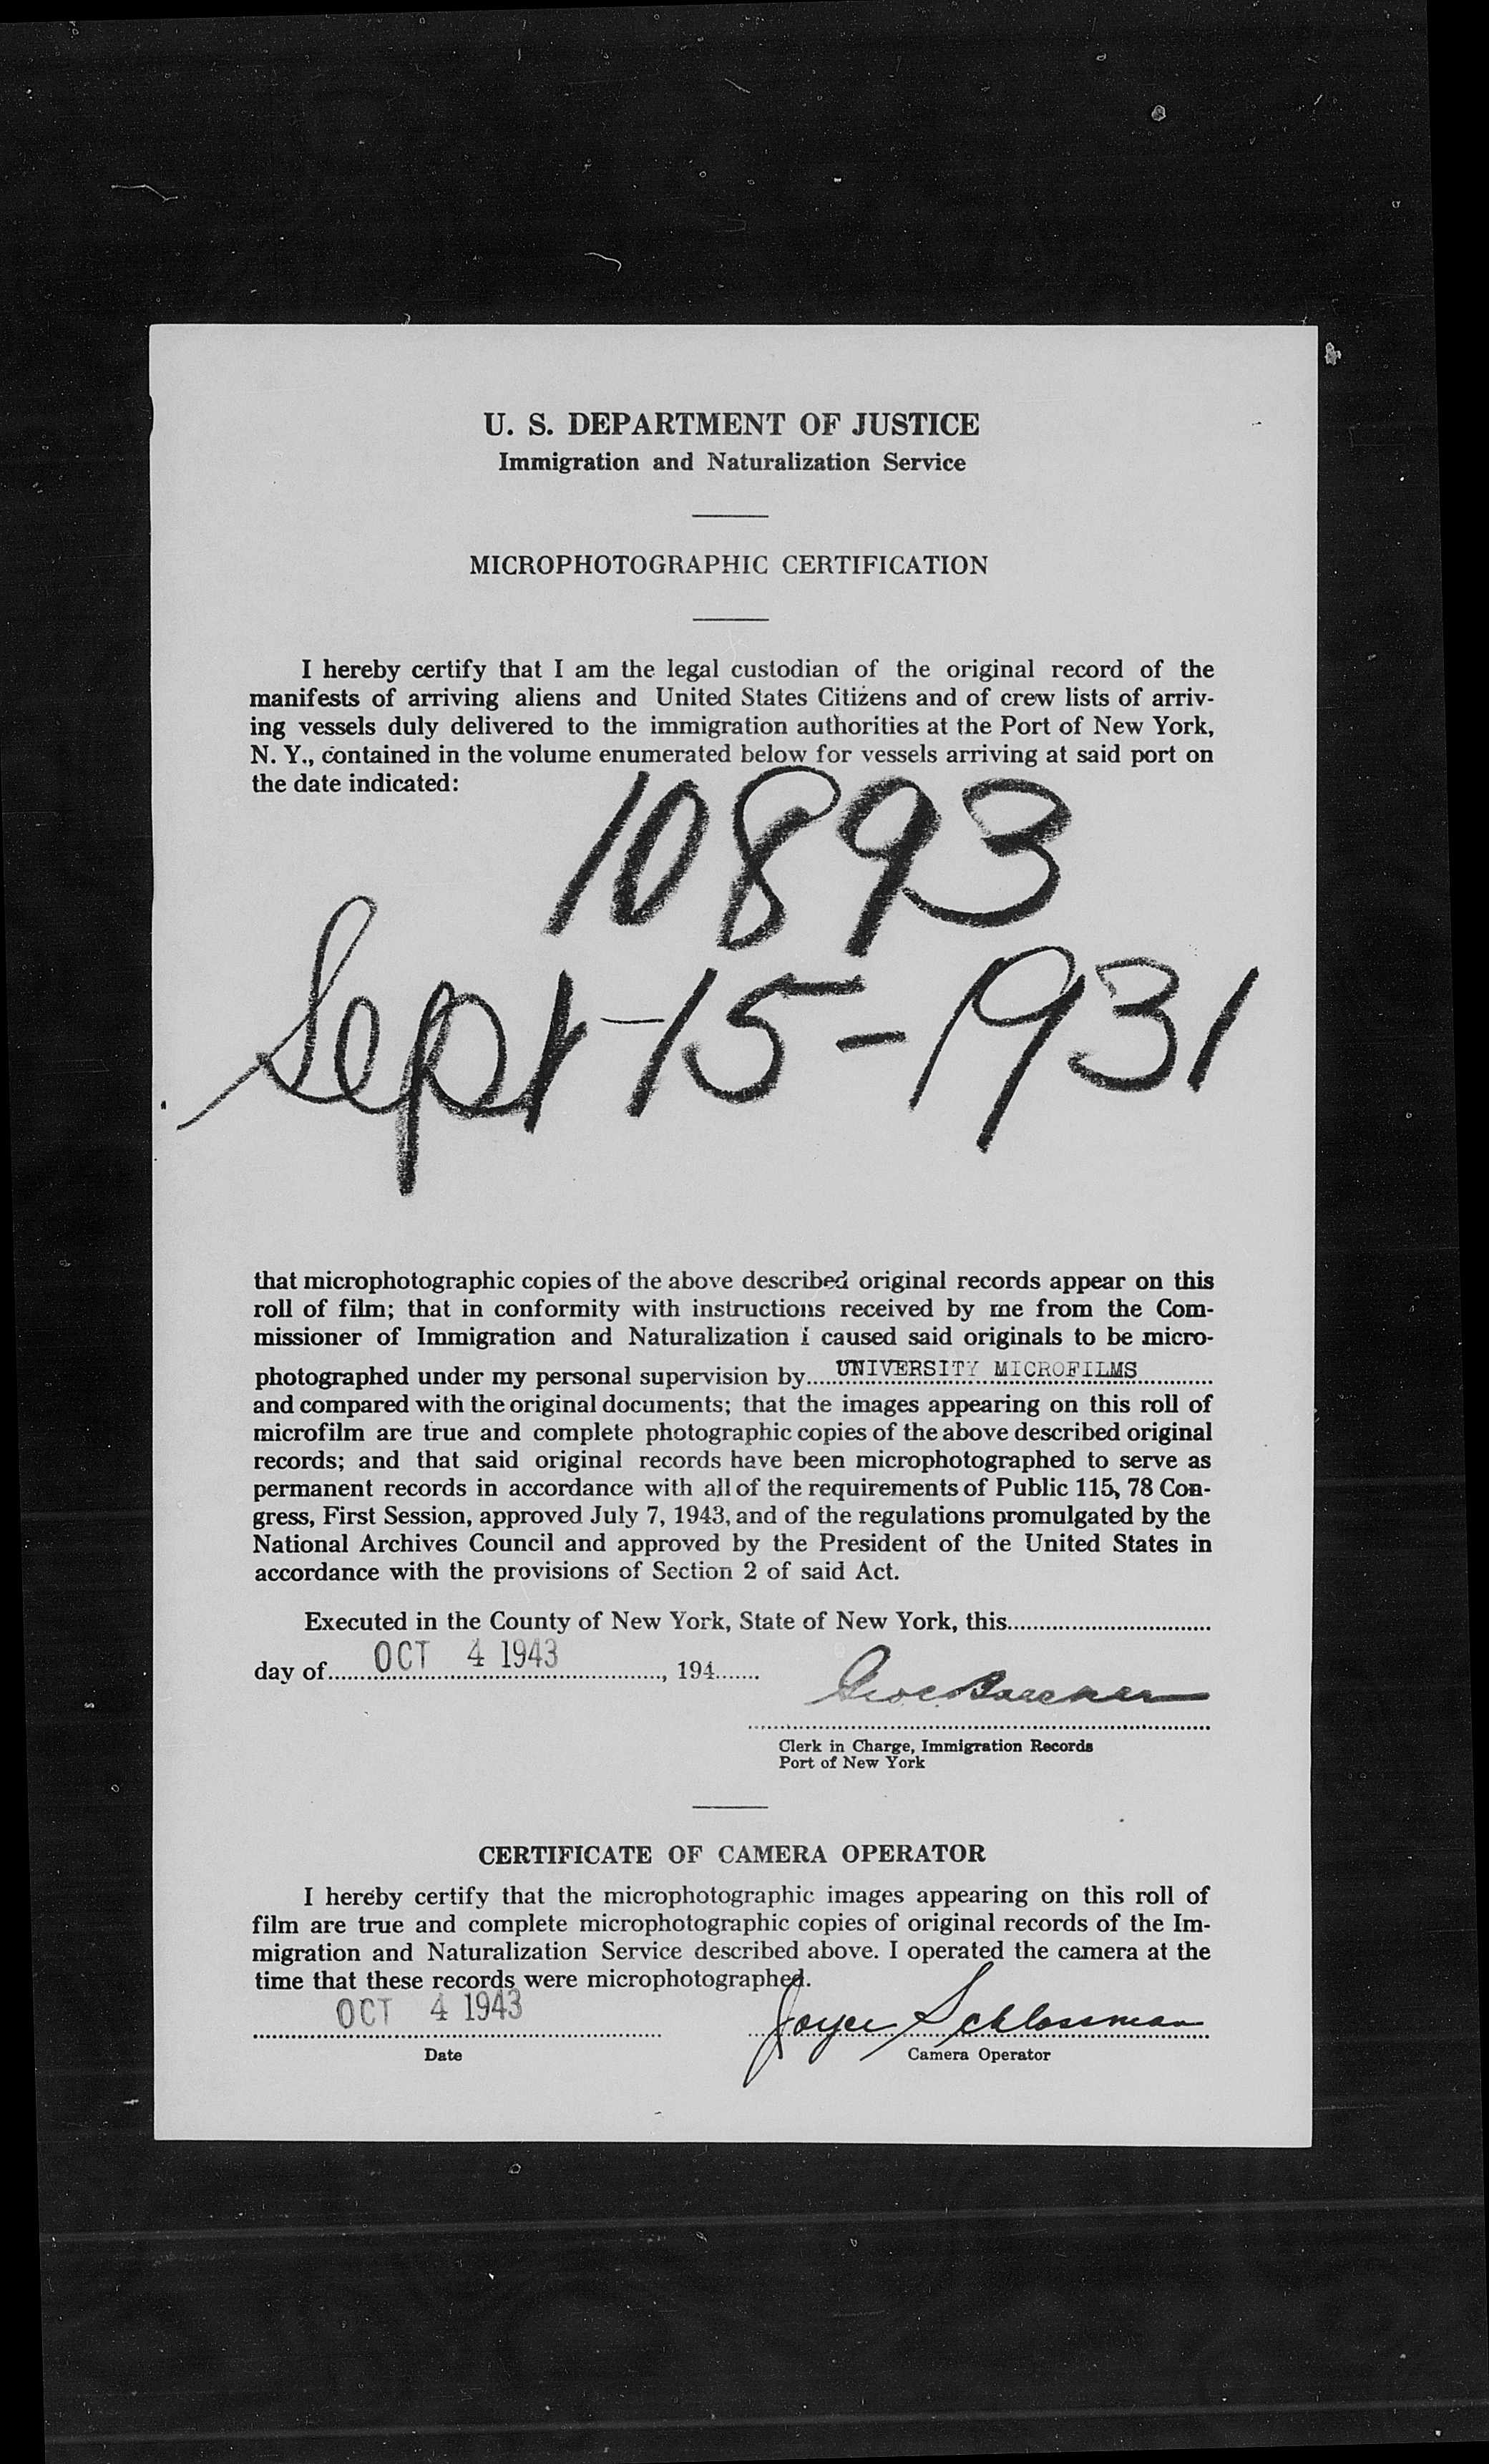 U. S. DEPARTMENT OF JUSTICE
Immigration and Naturalization Service
MICROPHOTOGRAPHIC CERTIFICATION
I hereby certify that I am the legal custodian of the original record of the
manifests of arriving aliens and United States Citizens and of crew lists of arriv-
ing vessels duly delivered to the immigration authorities at the Port of New York,
N. Y., contained in the volume enumerated below for vessels arriving at said port on
the date indicated:
10893
Sept-15-1931
that microphotographic copies of the above described original records appear on this
roll of film; that in conformity with instructions received by me from the Com-
missioner of Immigration and Naturalization I caused said originals to be micro-
photographed under my personal supervision by.....UNIVERSITY MICROFILMS..........
and compared with the original documents; that the images appearing on this roll of
microfilm are true and complete photographic copies of the above described original
records; and that said original records have been microphotographed to serve as
permanent records in accordance with all of the requirements of Public 115, 78 Con-
gress, First Session, approved July 7, 1943, and of the regulations promulgated by the
National Archives Council and approved by the President of the United States in
accordance with the provisions of Section 2 of said Act.
Executed in the County of New York, State of New York, this...............................
day of......OCT 4 1943............, 194.......
Clerk in Charge, Immigration Records
Port of New York
CERTIFICATE OF CAMERA OPERATOR
I hereby certify that the microphotographic images appearing on this roll of
film are true and complete microphotographic copies of original records of the Im-
migration and Naturalization Service described above. I operated the camera at the
time that these records were microphotographed.
OCT 4 1943 Joyce Schlossman
Date Camera Operator